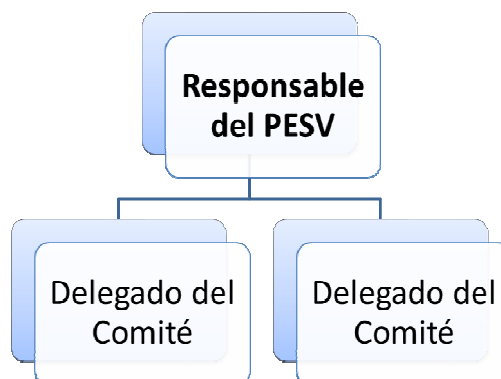 Responsable
del PESV
Delegado del
Comité
Delegado del
Comité